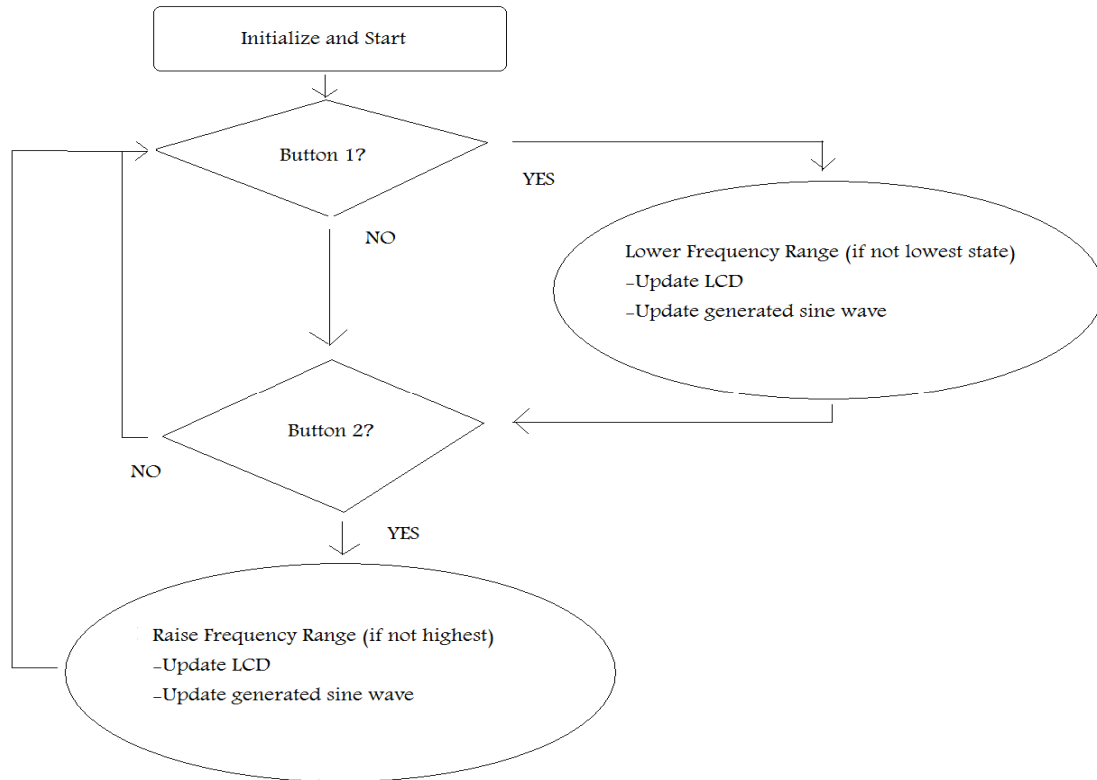 Initialize and Start
Button 1?
YES
NO
Lower Frequency Range (if not lowest state)
-Update LCD
-Update generated sine wave
Button 2?
NO
YES
Raise Frequency Range (if not highest)
-Update LCD
-Update generated sine wave